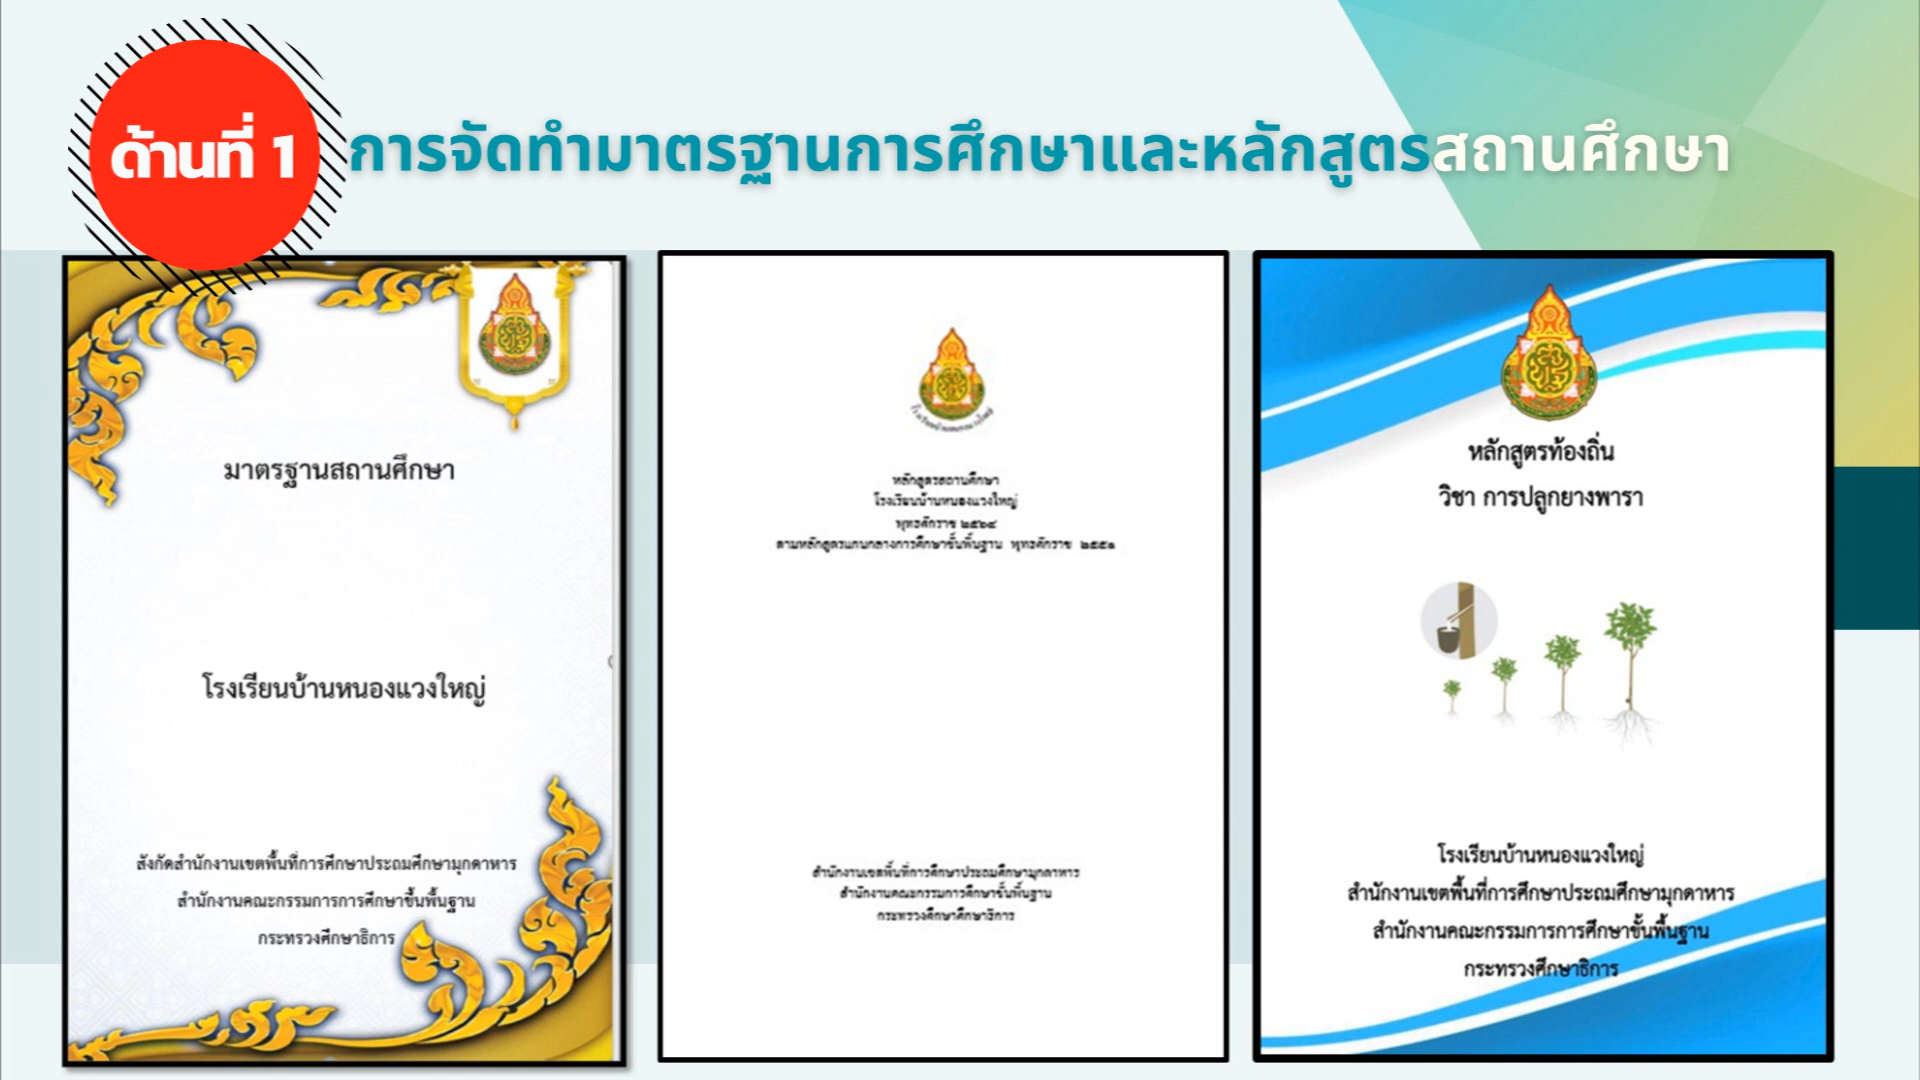 ด้านที่ 1
การจัดทำมาตรฐานการศึกษาและหลักสูตรสถานศึกษา
มาตรฐานสถานศึกษา
โรงเรียนบ้านหนองแวงใหญ่
สังกัดสำนักงานเขตพื้นที่การศึกษาประถมศึกษามุกดาหาร
สำนักงานคณะกรรมการการศึกษาขึ้นพื้นฐาน
กระทรวงศึกษาธิการ
หลักสูตรสถานศึกษา
โรงเรียนบ้านหนองแวงใหญ่
พุทธศักราช ๒๕๖๔
ตามหลักสูตรแกนกลางการศึกษาขั้นพื้นฐาน พุทธศักราช ๒๕๕๑
สำนักงานเขตพื้นที่การศึกษาประถมศึกษามุกดาหาร
สำนักงานคณะกรรมการศึกษาขั้นพื้นฐาน
กระทรวงศึกษาศึกษาธิการ
หลักสูตรท้องถิ่น
วิชา การปลูกยางพารา
โรงเรียนบ้านหนองแวงใหญ่
สำนักงานเขตพื้นที่การศึกษาประถมศึกษามุกดาหาร
สำนักงานคณะกรรมการการศึกษาขั้นพื้นฐาน
กระทรวงศึกษาธิการ